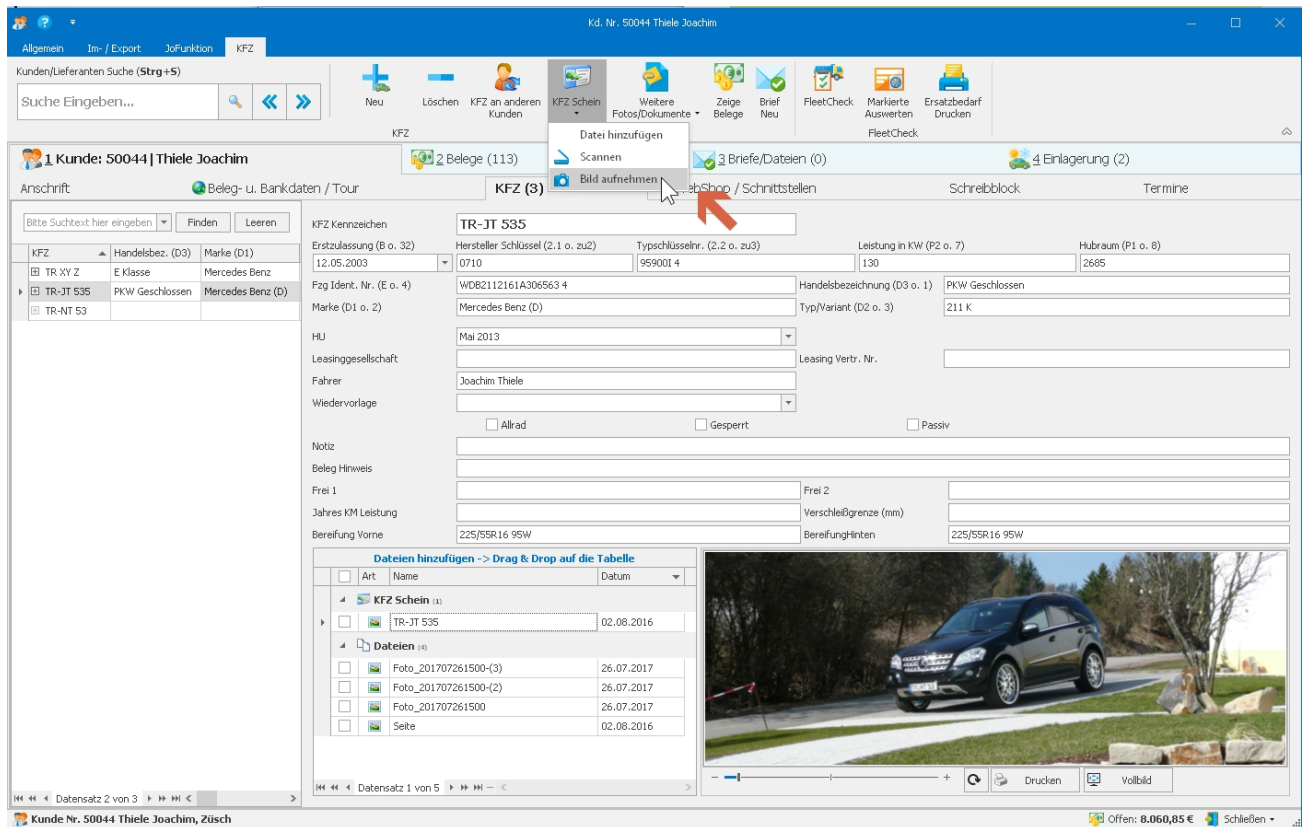 Kd. Nr. 50044 Thiele Joachim
Allgemein Im- / Export JoFunktion KFZ
Kunden/Lieferanten Suche (Strg+S)
Suche Eingeben...
Neu Löschen KFZ an anderen Kunden KFZ Schein Weitere Fotos/Dokumente Zeige Belege Brief Neu FleetCheck Markierte Auswerten Ersatzbedarf Drucken
KFZ FleetCheck
Datei hinzufügen
Scannen
Bild aufnehmen
1 Kunde: 50044 | Thiele Joachim 2 Belege (113) 3 Briefe/Dateien (0) 4 Einlagerung (2)
Anschrift Beleg- u. Bankdaten / Tour KFZ (3) ebShop / Schnittstellen Schreibblock Termine
Bitte Suchtext hier eingeben Finden Leeren
KFZ Handelsbez. (D3) Marke (D1)
TR XY Z E Klasse Mercedes Benz
TR-JT 535 PKW Geschlossen Mercedes Benz (D)
TR-NT 53
KFZ Kennzeichen TR-JT 535
Erstzulassung (B o. 32) Hersteller Schlüssel (2.1 o. zu2) Typschlüsselnr. (2.2 o. zu3) Leistung in KW (P2 o. 7) Hubraum (P1 o. 8)
12.05.2003 0710 95900I 4 130 2685
Fzg Ident. Nr. (E o. 4) WDB2112161A306563 4 Handelsbezeichnung (D3 o. 1) PKW Geschlossen
Marke (D1 o. 2) Mercedes Benz (D) Typ/Variant (D2 o. 3) 211 K
HU Mai 2013
Leasinggesellschaft Leasing Vertr. Nr.
Fahrer Joachim Thiele
Wiedervorlage
Allrad Gesperrt Passiv
Notiz
Beleg Hinweis
Frei 1 Frei 2
Jahres KM Leistung Verschleißgrenze (mm)
Bereifung Vorne 225/55R16 95W BereifungHinten 225/55R16 95W
Dateien hinzufügen -> Drag & Drop auf die Tabelle
Art Name Datum
KFZ Schein (1)
TR-JT 535 02.08.2016
Dateien (4)
Foto_201707261500-(3) 26.07.2017
Foto_201707261500-(2) 26.07.2017
Foto_201707261500 26.07.2017
Seite 02.08.2016
Datensatz 1 von 5
Drucken Vollbild
Datensatz 2 von 3
Kunde Nr. 50044 Thiele Joachim, Züsch Offen: 8.060,85 € Schließen